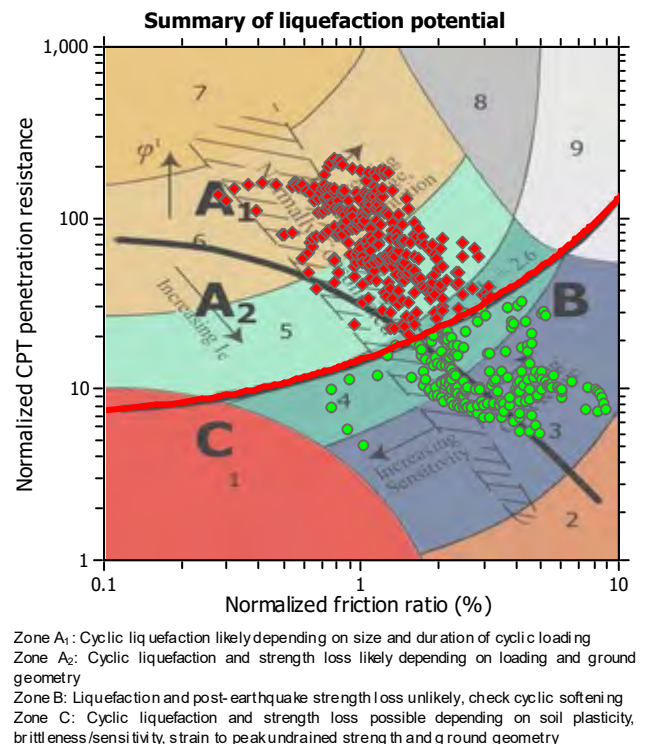 Summary of liquefaction potential
1,000
100
10
1
Normalized CPT penetration resistance
7
8
9
φ'
A1
6
A2
Increasing Ic
5
2.6
B
4
C
1
Increasing
Sensitivity
3
2
0.1
1
10
Normalized friction ratio (%)
Zone A₁: Cyclic liquefaction likely depending on size and duration of cyclic loading
Zone A₂: Cyclic liquefaction and strength loss likely depending on loading and ground
geometry
Zone B: Liquefaction and post-earthquake strength loss unlikely, check cyclic softening
Zone C: Cyclic liquefaction and strength loss possible depending on soil plasticity,
brittleness/sensitivity, strain to peak undrained strength and ground geometry